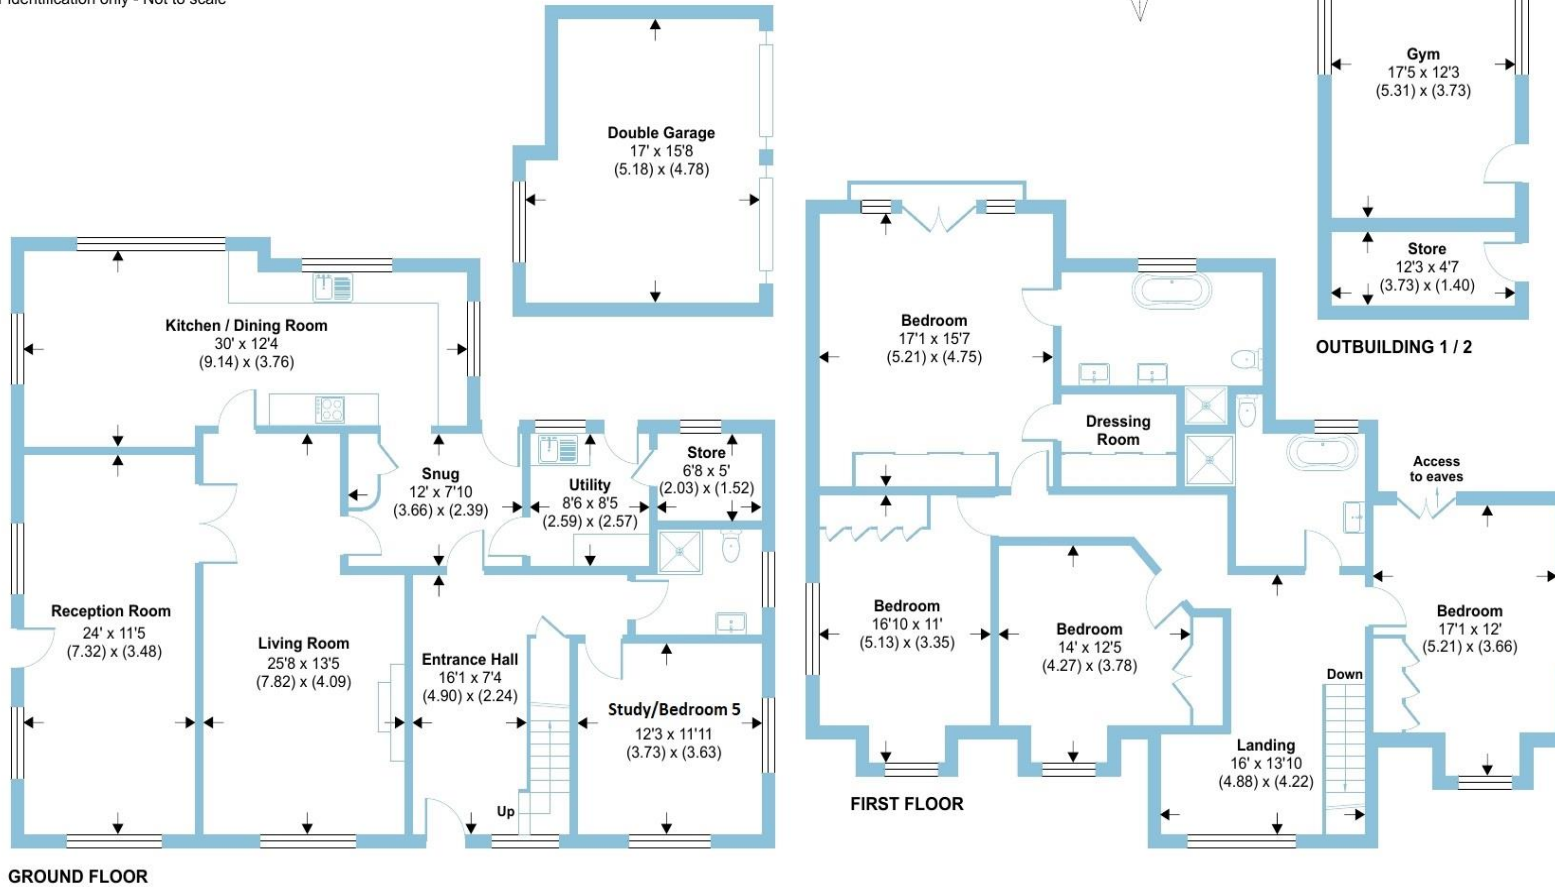 identification only - Not to scale
Double Garage
17' x 15'8
(5.18) x (4.78)
Gym
17'5 x 12'3
(5.31) x (3.73)
Store
12'3 x 4'7
(3.73) x (1.40)
OUTBUILDING 1 / 2
Kitchen / Dining Room
30' x 12'4
(9.14) x (3.76)
Snug
12' x 7'10
(3.66) x (2.39)
Utility
8'6 x 8'5
(2.59) x (2.57)
Store
6'8 x 5'
(2.03) x (1.52)
Reception Room
24' x 11'5
(7.32) x (3.48)
Living Room
25'8 x 13'5
(7.82) x (4.09)
Entrance Hall
16'1 x 7'4
(4.90) x (2.24)
Study/Bedroom 5
12'3 x 11'11
(3.73) x (3.63)
Up
GROUND FLOOR
Bedroom
17'1 x 15'7
(5.21) x (4.75)
Dressing
Room
Access
to eaves
Bedroom
16'10 x 11'
(5.13) x (3.35)
Bedroom
14' x 12'5
(4.27) x (3.78)
Bedroom
17'1 x 12'
(5.21) x (3.66)
Down
Landing
16' x 13'10
(4.88) x (4.22)
FIRST FLOOR